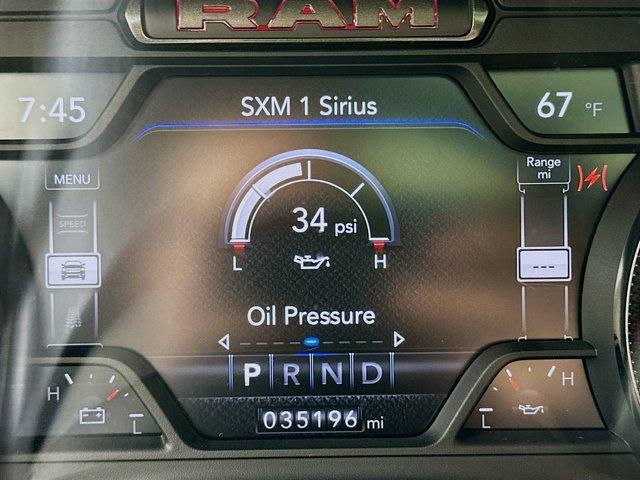 RAM
7:45
SXM 1 Sirius
67 °F
MENU
Range
mi
SPEED
34 psi
L
H
---
Oil Pressure
P R N D
H
L
035196 mi
L
H